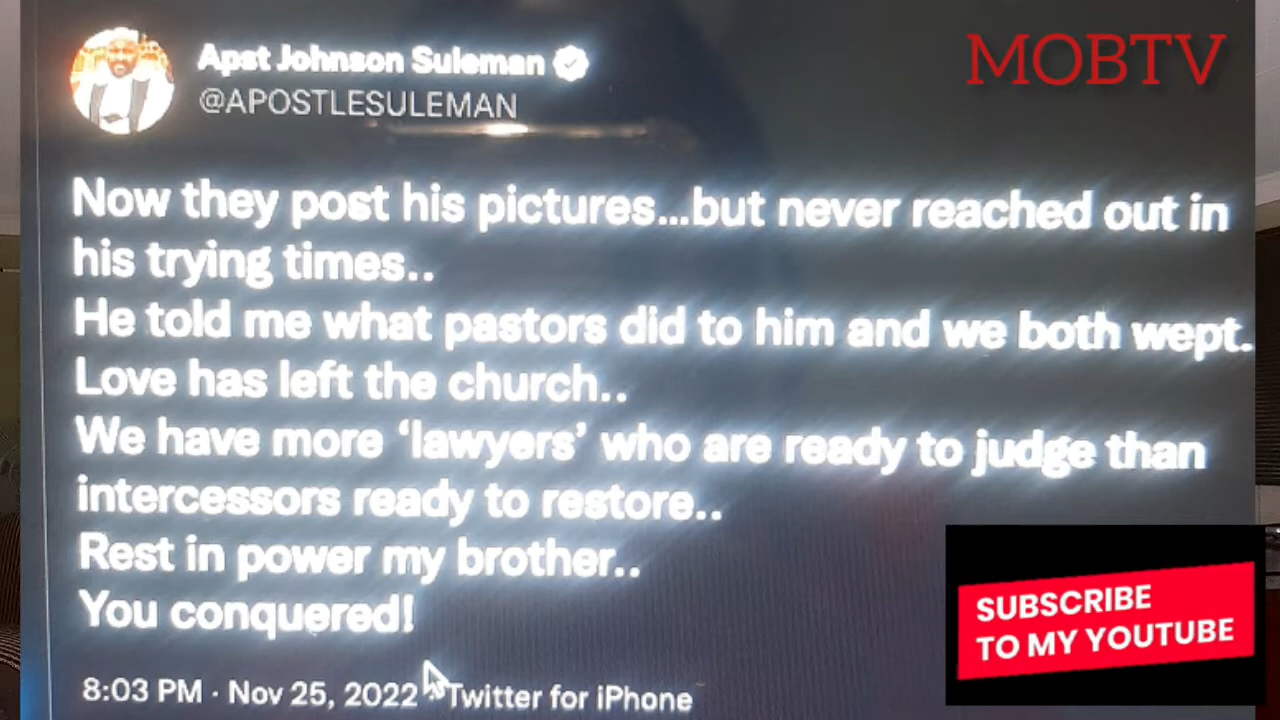 Apst Johnson Suleman
@APOSTLESULEMAN
MOBTV
Now they post his pictures...but never reached out in
his trying times..
He told me what pastors did to him and we both wept.
Love has left the church..
We have more ‘lawyers’ who are ready to judge than
intercessors ready to restore..
Rest in power my brother..
You conquered!
8:03 PM · Nov 25, 2022 · Twitter for iPhone
SUBSCRIBE
TO MY YOUTUBE